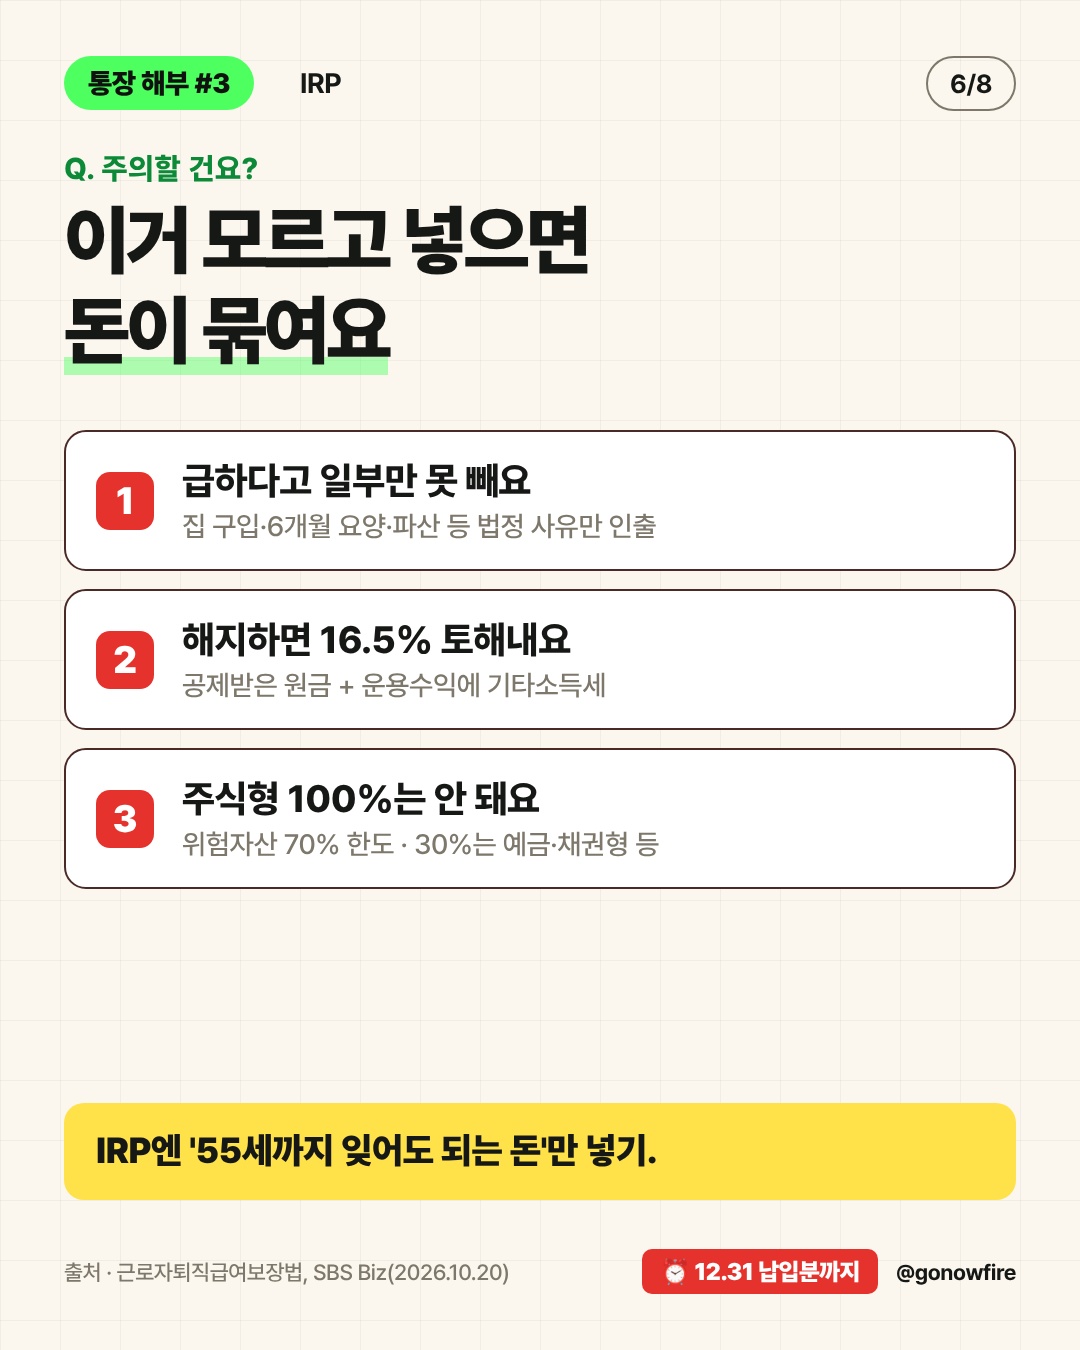 통장 해부 #3
IRP
6/8
Q. 주의할 건요?
이거 모르고 넣으면
돈이 묶여요
1
급하다고 일부만 못 빼요
집 구입·6개월 요양·파산 등 법정 사유만 인출
2
해지하면 16.5% 토해내요
공제받은 원금 + 운용수익에 기타소득세
3
주식형 100%는 안 돼요
위험자산 70% 한도 · 30%는 예금·채권형 등
IRP엔 '55세까지 잊어도 되는 돈'만 넣기.
출처 · 근로자퇴직급여보장법, SBS Biz(2026.10.20)
⏰ 12.31 납입분까지
@gonowfire